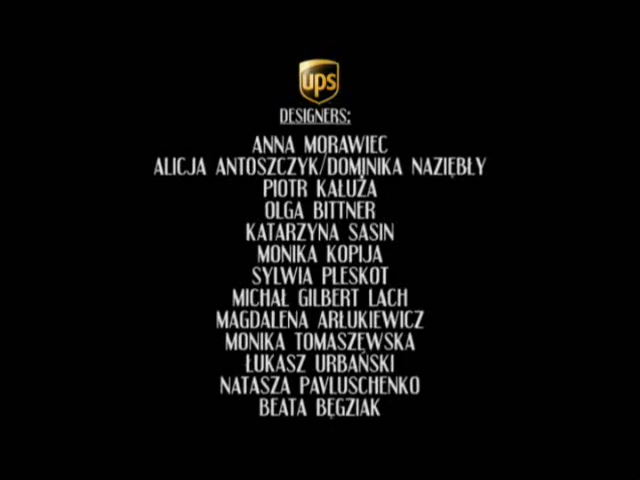 ups
DESIGNERS:
ANNA MORAWIEC
ALICJA ANTOSZCZYK/DOMINIKA NAZIĘBŁY
PIOTR KAŁUŻA
OLGA BITTNER
KATARZYNA SASIN
MONIKA KOPIJA
SYLWIA PLESKOT
MICHAŁ GILBERT LACH
MAGDALENA ARŁUKIEWICZ
MONIKA TOMASZEWSKA
ŁUKASZ URBAŃSKI
NATASZA PAVLUSCHENKO
BEATA BĘGZIAK